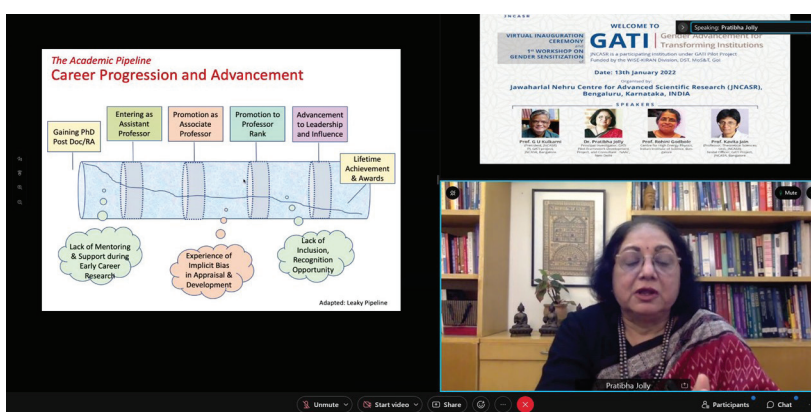 The Academic Pipeline
Career Progression and Advancement
Gaining PhD
Post Doc/RA
Entering as
Assistant
Professor
Promotion as
Associate
Professor
Promotion to
Professor
Rank
Advancement
to Leadership
and Influence
Lifetime
Achievement
& Awards
Lack of Mentoring
& Support during
Early Career
Research
Experience of
Implicit Bias
in Appraisal &
Development
Lack of
Inclusion,
Recognition
Opportunity
Adapted: Leaky Pipeline
JNCASR
WELCOME TO
Speaking: Pratibha Jolly
VIRTUAL INAUGURATION
CEREMONY
1st WORKSHOP ON
GENDER SENSITIZATION
GATI
Gender Advancement for
Transforming Institutions
JNCASR is a participating institution under GATI Pilot Project
Funded by the WISE-KIRAN Division, DST, MoS&T, GoI
Date: 13th January 2022
Organised by
Jawaharlal Nehru Centre for Advanced Scientific Research (JNCASR),
Bengaluru, Karnataka, INDIA
SPEAKERS
Prof. G U Kulkarni
Dr. Pratibha Jolly
Prof. Rohini Godbole
Prof. Kavita Jain
Mute
Pratibha Jolly
Unmute
Start video
Share
Participants
Chat